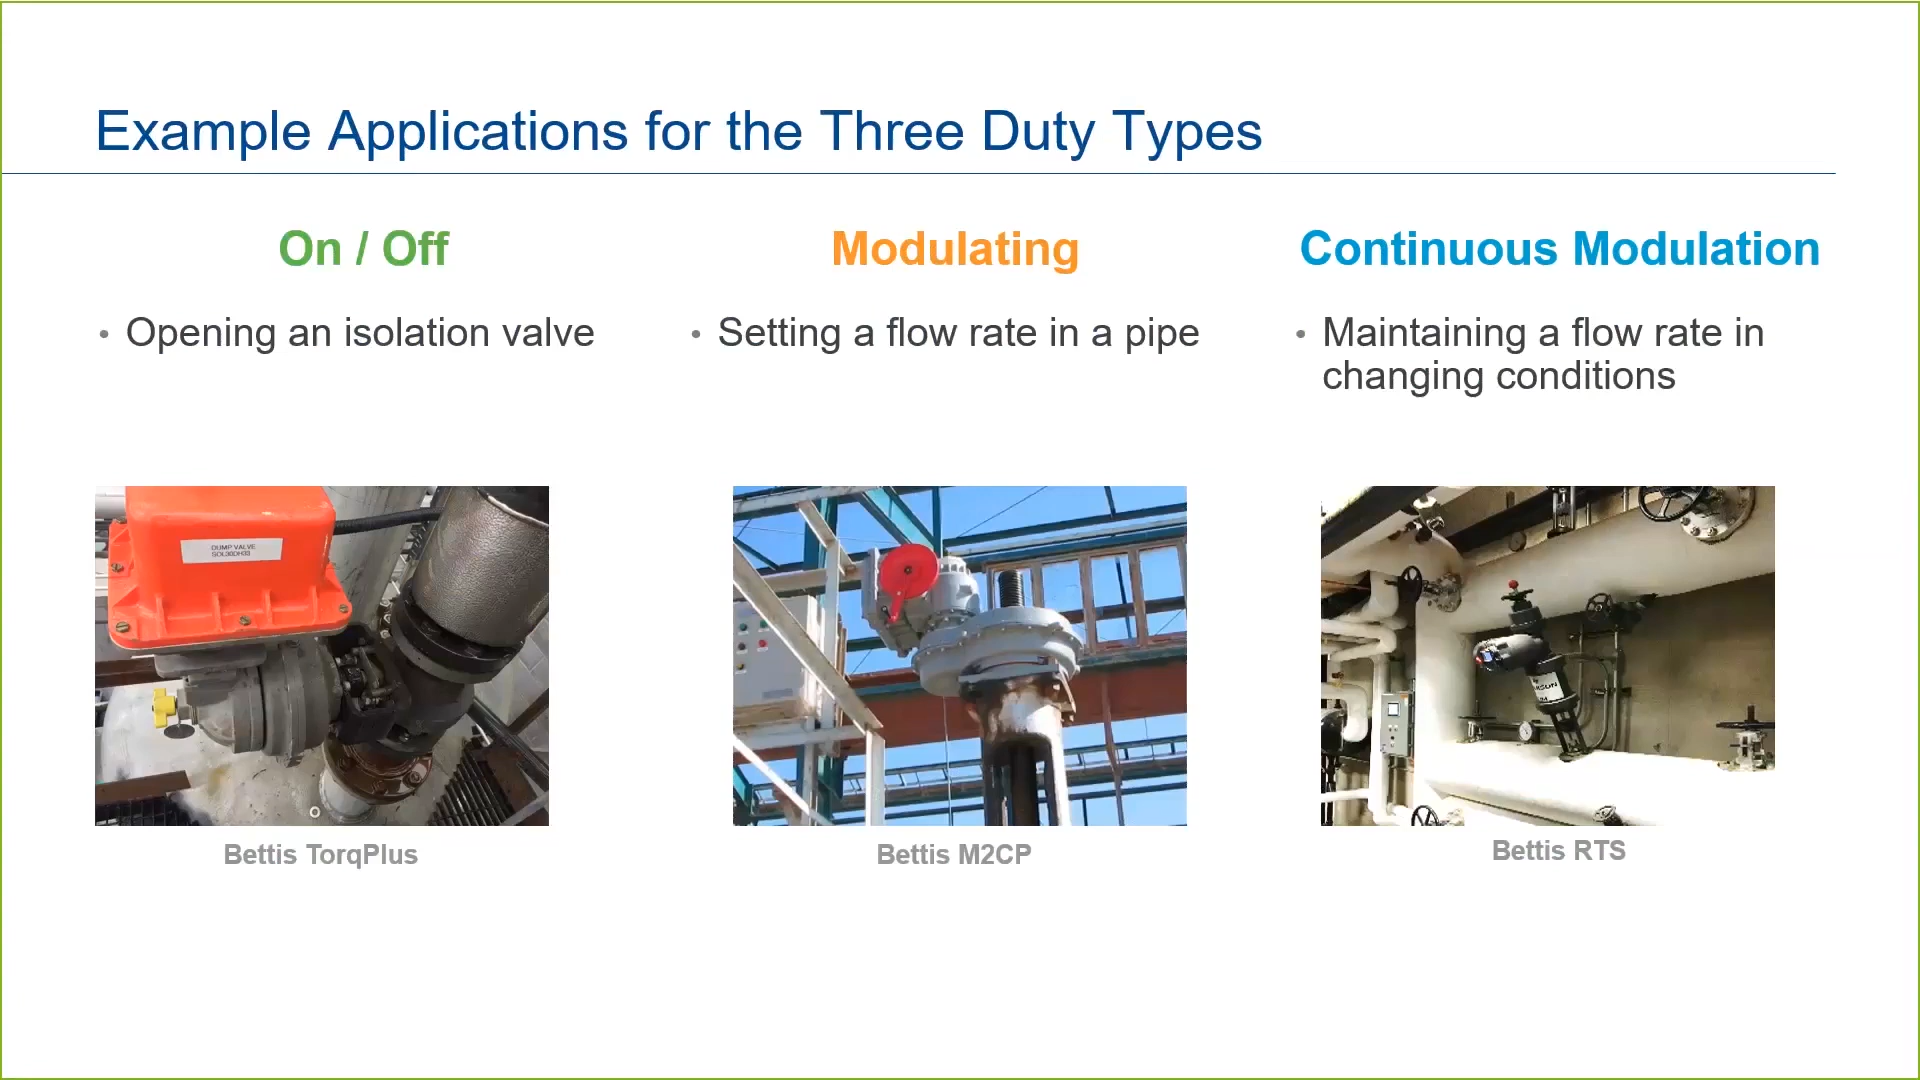 Example Applications for the Three Duty Types
On / Off
• Opening an isolation valve
Modulating
• Setting a flow rate in a pipe
Continuous Modulation
• Maintaining a flow rate in
changing conditions
DUMP VALVE
Bettis TorqPlus
Bettis M2CP
Bettis RTS